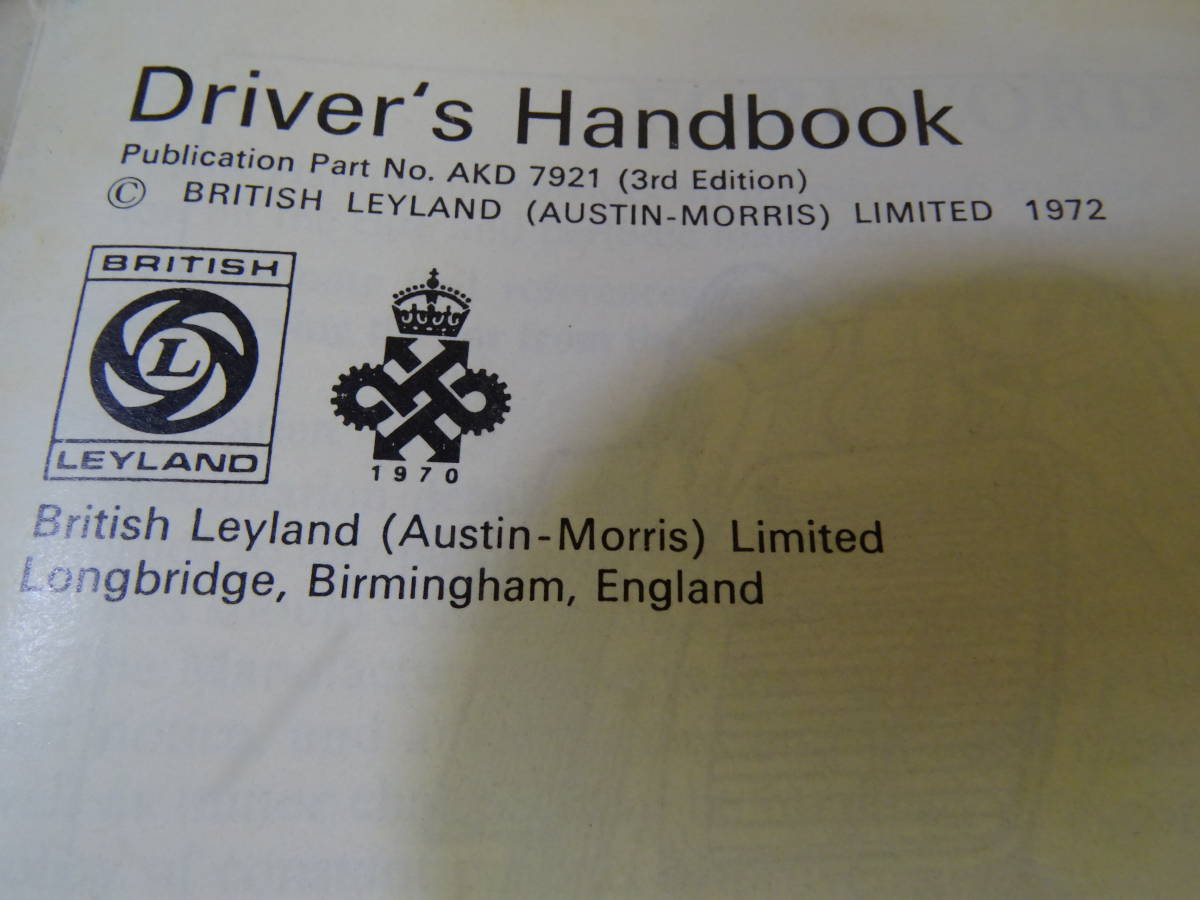 Driver's Handbook
Publication Part No. AKD 7921 (3rd Edition)
© BRITISH LEYLAND (AUSTIN-MORRIS) LIMITED 1972
BRITISH
L
LEYLAND
1970
British Leyland (Austin-Morris) Limited
Longbridge, Birmingham, England